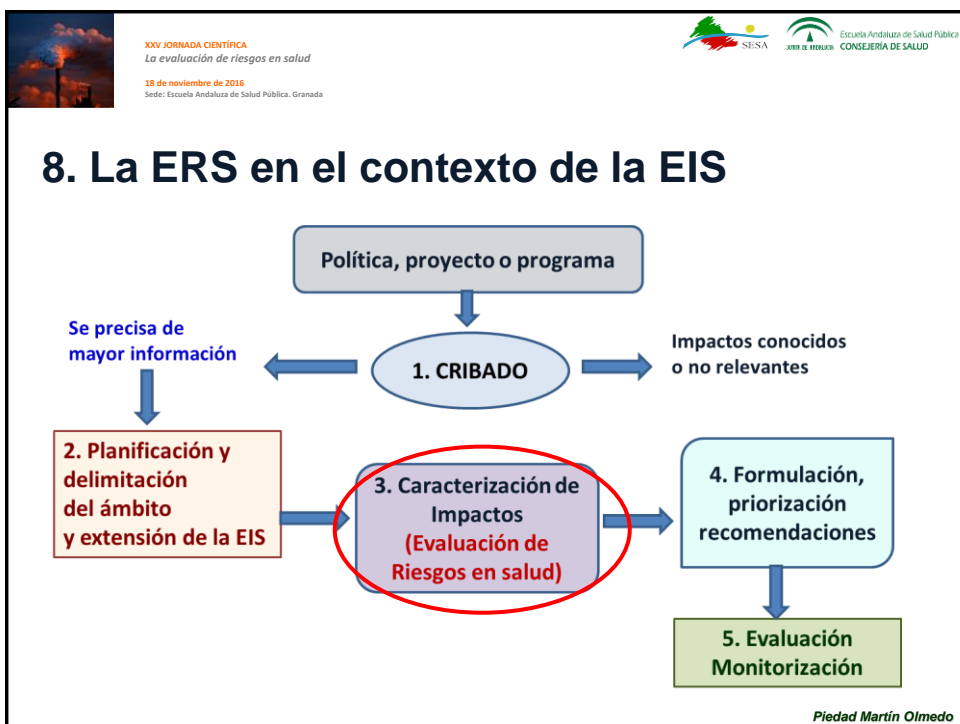 XXV JORNADA CIENTÍFICA
La evaluación de riesgos en salud
18 de noviembre de 2016
Sede: Escuela Andaluza de Salud Pública. Granada
SESA
JUNTA DE ANDALUCIA
Escuela Andaluza de Salud Pública
CONSEJERÍA DE SALUD
8. La ERS en el contexto de la EIS
Política, proyecto o programa
Se precisa de
mayor información
1. CRIBADO
Impactos conocidos
o no relevantes
2. Planificación y
delimitación
del ámbito
y extensión de la EIS
3. Caracterización de
Impactos
(Evaluación de
Riesgos en salud)
4. Formulación,
priorización
recomendaciones
5. Evaluación
Monitorización
Piedad Martín Olmedo